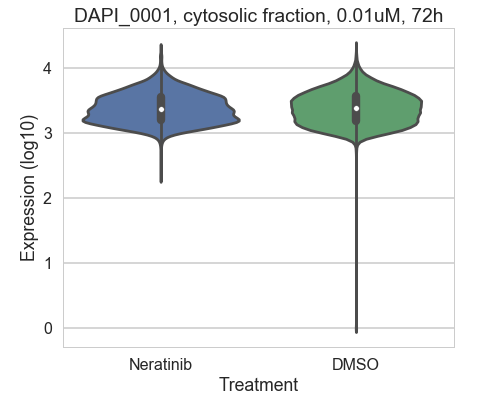 DAPI_0001, cytosolic fraction, 0.01uM, 72h
Expression (log10)
4
3
2
1
0
Neratinib DMSO
Treatment